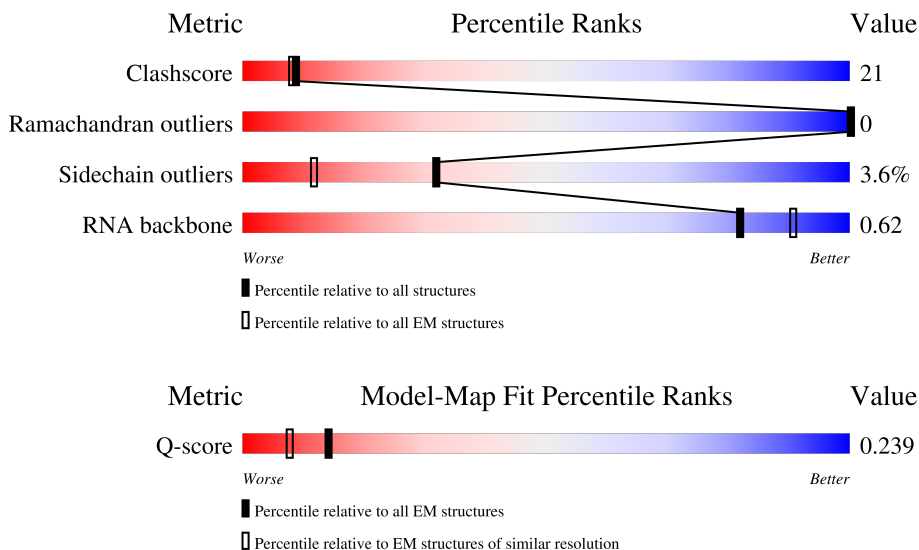 Metric Percentile Ranks Value
Clashscore 21
Ramachandran outliers 0
Sidechain outliers 3.6%
RNA backbone 0.62
Worse Better
Percentile relative to all structures
Percentile relative to all EM structures
Metric Model-Map Fit Percentile Ranks Value
Q-score 0.239
Worse Better
Percentile relative to all EM structures
Percentile relative to EM structures of similar resolution